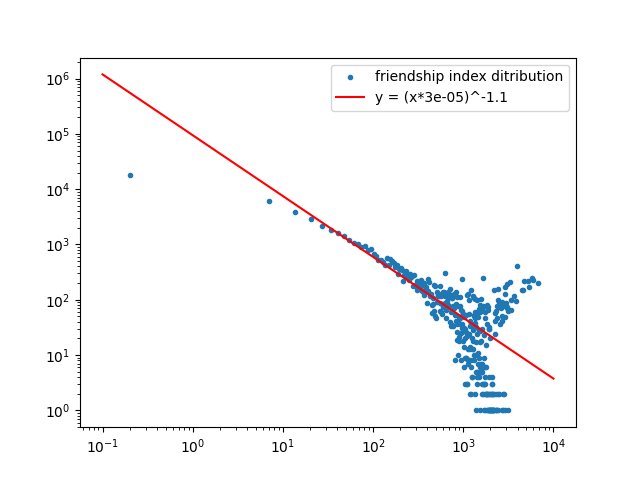 friendship index ditribution
y = (x*3e-05)^-1.1
10⁶
10⁵
10⁴
10³
10²
10¹
10⁰
10⁻¹ 10⁰ 10¹ 10² 10³ 10⁴